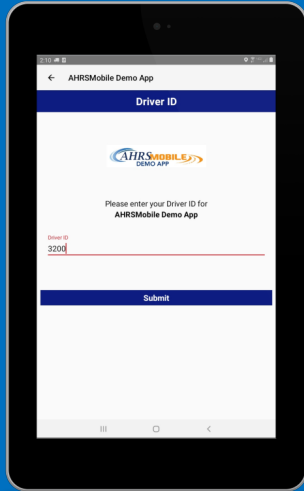 2:10
AHRSMobile Demo App
Driver ID
AHRSMOBILE
DEMO APP
Please enter your Driver ID for
AHRSMobile Demo App
Driver ID
3200
Submit